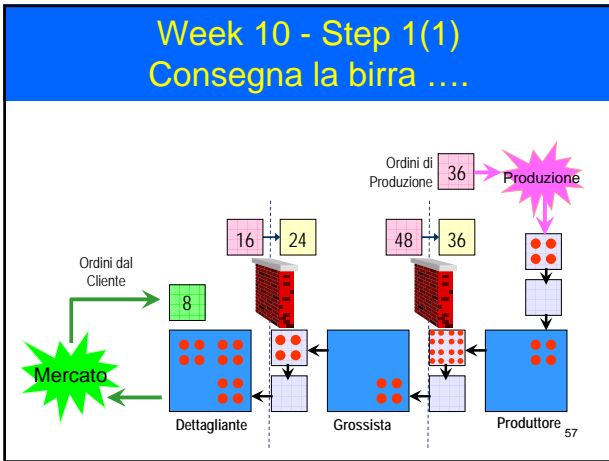 Week 10 - Step 1(1)
Consegna la birra ….
Ordini di
Produzione
36
Produzione
16
24
48
36
Ordini dal
Cliente
8
Mercato
Dettagliante
Grossista
Produttore
57